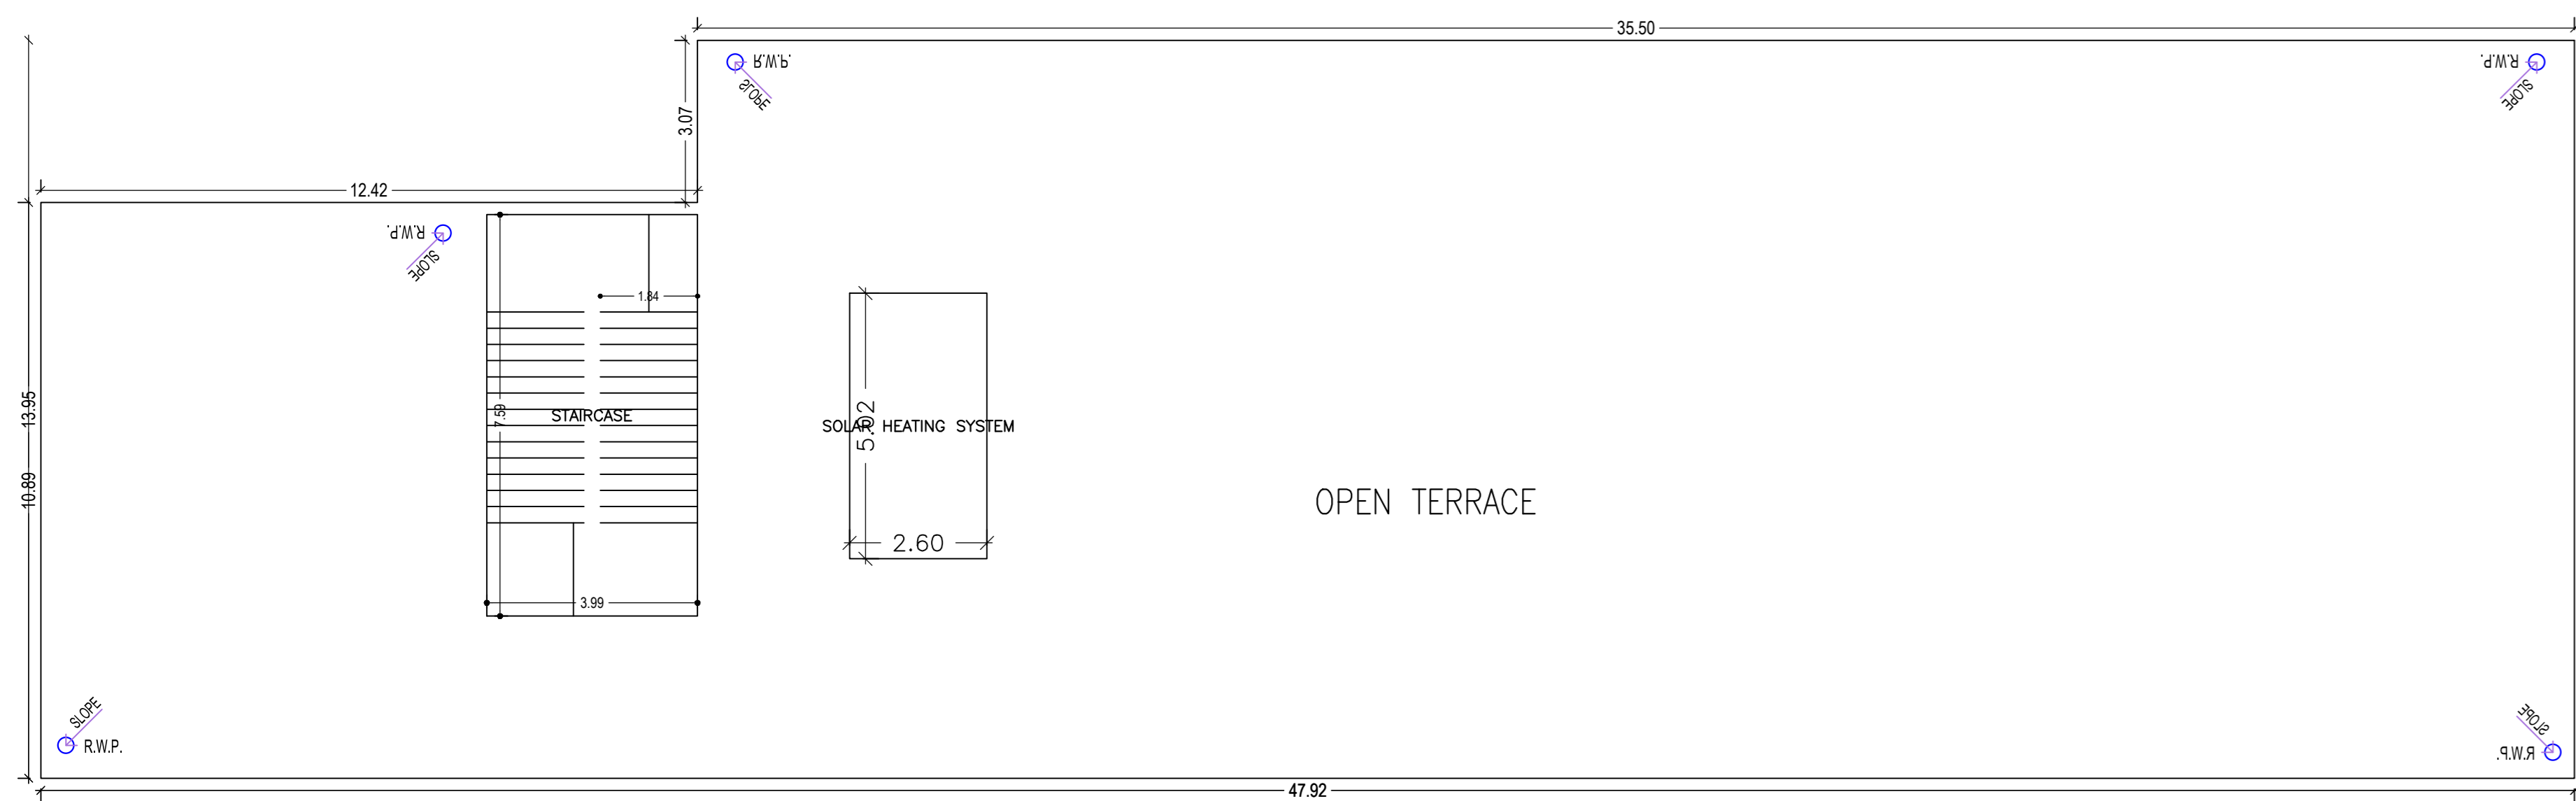 35.50
R.W.P.
SLOPE
R.W.P.
SLOPE
3.07
12.42
R.W.P.
SLOPE
1.84
13.95
10.89
7.59
STAIRCASE
SOLAR HEATING SYSTEM
5.02
2.60
OPEN TERRACE
3.99
SLOPE
R.W.P.
SLOPE
R.W.P.
47.92